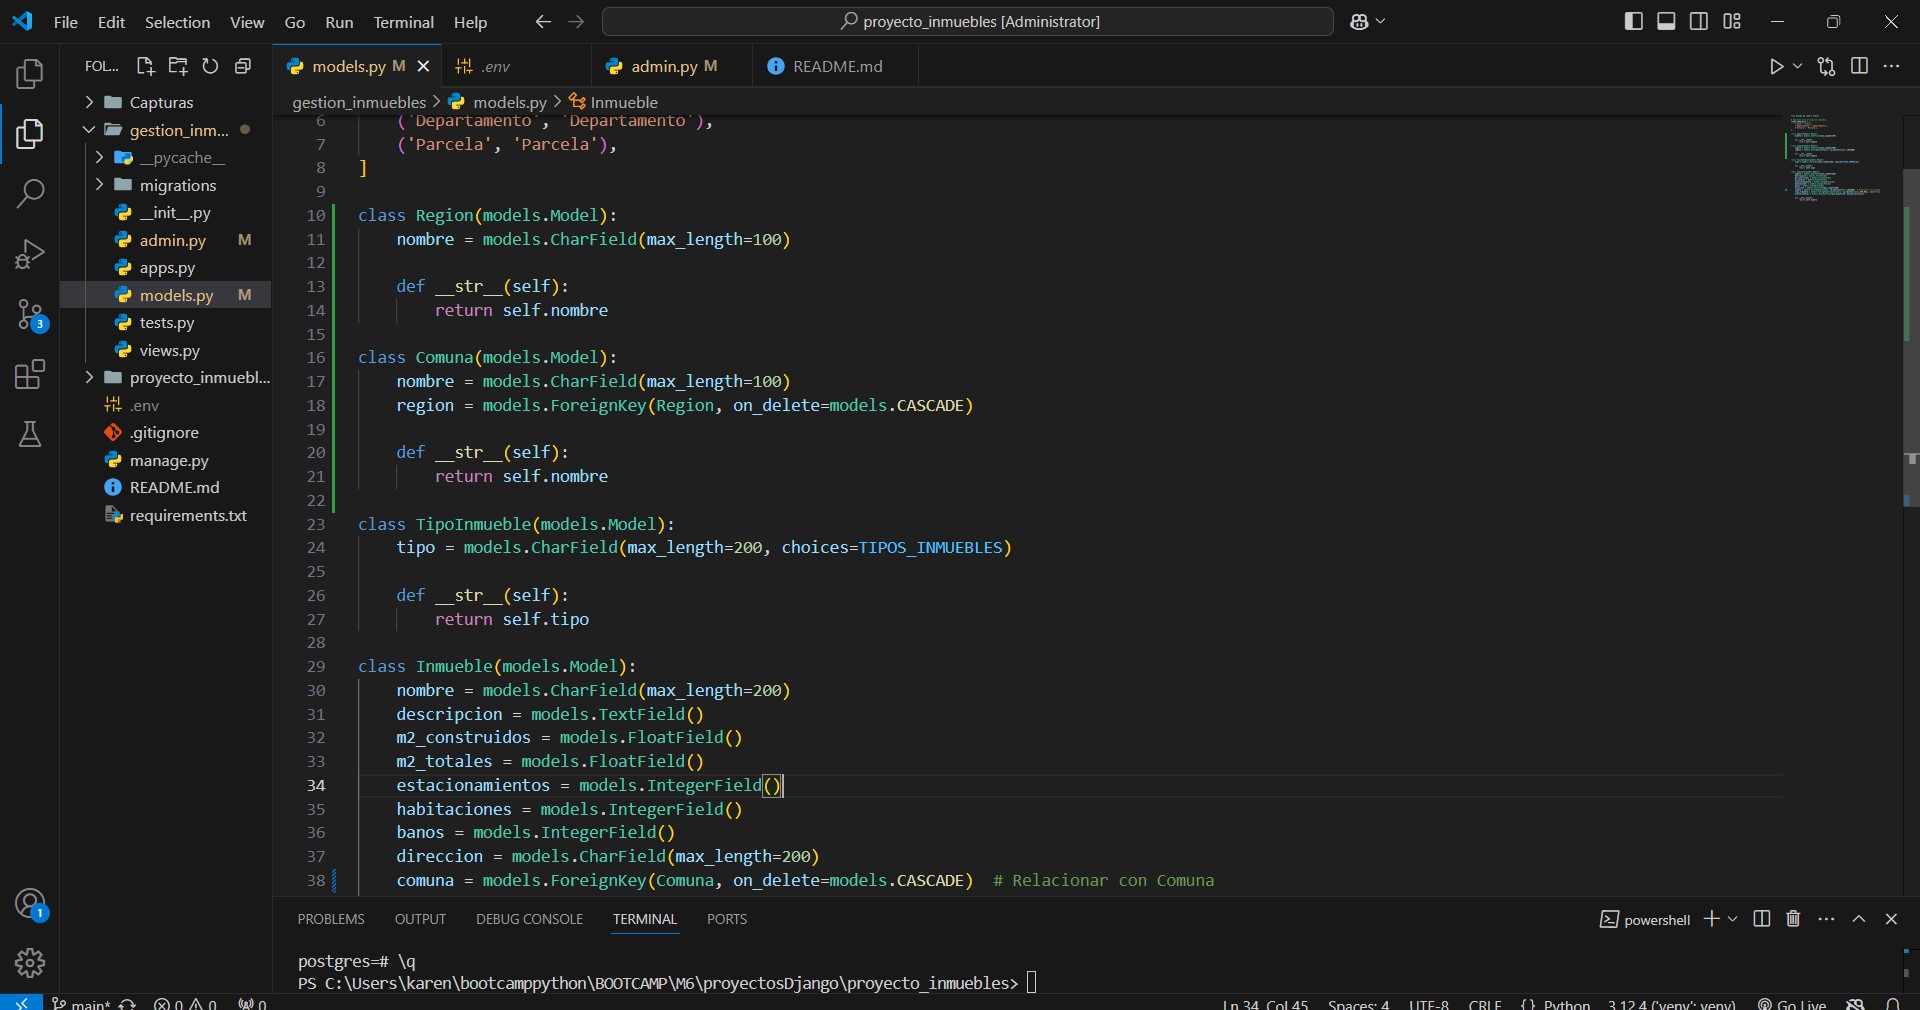 File Edit Selection View Go Run Terminal Help
proyecto_inmuebles [Administrator]
FOL...
models.py M
.env
admin.py M
README.md
gestion_inmuebles > models.py > Inmueble
Capturas
gestion_inm...
__pycache__
migrations
__init__.py
admin.py M
apps.py
models.py M
tests.py
views.py
proyecto_inmuebl...
.env
.gitignore
manage.py
README.md
requirements.txt
3
1
6 ('Departamento', 'Departamento'),
7 ('Parcela', 'Parcela'),
8 ]
9
10 class Region(models.Model):
11 nombre = models.CharField(max_length=100)
12
13 def __str__(self):
14 return self.nombre
15
16 class Comuna(models.Model):
17 nombre = models.CharField(max_length=100)
18 region = models.ForeignKey(Region, on_delete=models.CASCADE)
19
20 def __str__(self):
21 return self.nombre
22
23 class TipoInmueble(models.Model):
24 tipo = models.CharField(max_length=200, choices=TIPOS_INMUEBLES)
25
26 def __str__(self):
27 return self.tipo
28
29 class Inmueble(models.Model):
30 nombre = models.CharField(max_length=200)
31 descripcion = models.TextField()
32 m2_construidos = models.FloatField()
33 m2_totales = models.FloatField()
34 estacionamientos = models.IntegerField()
35 habitaciones = models.IntegerField()
36 banos = models.IntegerField()
37 direccion = models.CharField(max_length=200)
38 comuna = models.ForeignKey(Comuna, on_delete=models.CASCADE) # Relacionar con Comuna
PROBLEMS OUTPUT DEBUG CONSOLE TERMINAL PORTS
powershell
postgres=# \q
PS C:\Users\karen\bootcamppython\BOOTCAMP\M6\proyectosDjango\proyecto_inmuebles>
main* 0 0 0
Ln 34, Col 45 Spaces: 4 UTF-8 CRLF {} Python 3.12.4 ('venv': venv) Go Live